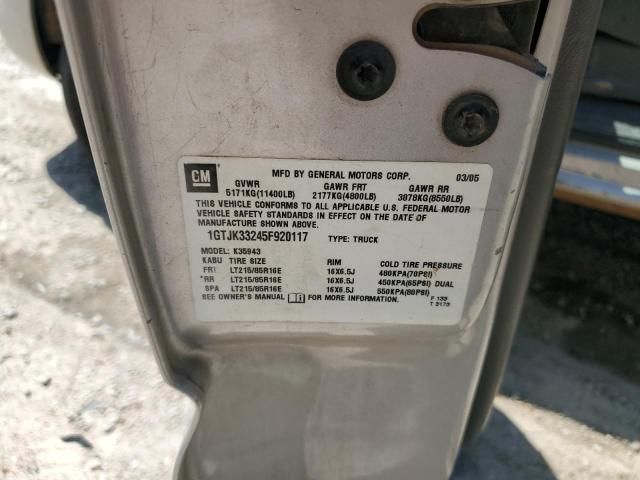 GM MFD BY GENERAL MOTORS CORP. 03/05
GVWR GAWR FRT GAWR RR
5171KG(11400LB) 2177KG(4800LB) 3878KG(8550LB)
THIS VEHICLE CONFORMS TO ALL APPLICABLE U.S. FEDERAL MOTOR
VEHICLE SAFETY STANDARDS IN EFFECT ON THE DATE OF
MANUFACTURE SHOWN ABOVE.
1GTJK33245F920117 TYPE: TRUCK
MODEL: K35943
KABU TIRE SIZE RIM COLD TIRE PRESSURE
FRT LT215/85R16E 16X6.5J 480KPA(70PSI)
*RR LT215/85R16E 16X6.5J 450KPA(65PSI) DUAL
SPA LT215/85R16E 16X6.5J 550KPA(80PSI)
SEE OWNER'S MANUAL FOR MORE INFORMATION. F 133
T 3173